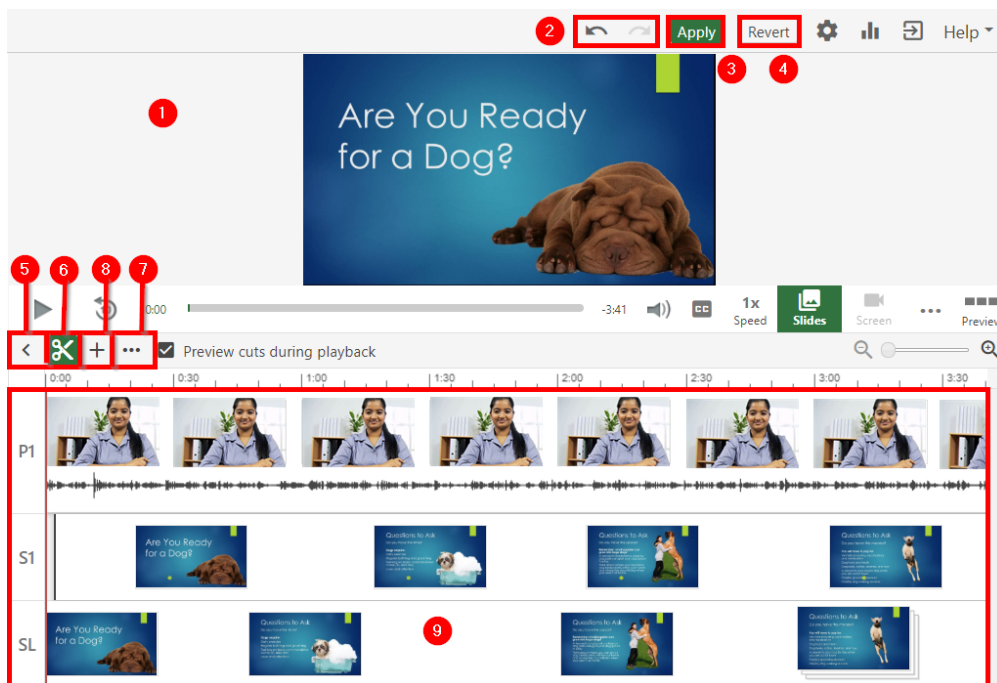 2
Apply
Revert
Help
3
4
1
Are You Ready
for a Dog?
5
6
8
7
0:00
-3:41
CC
1x
Speed
Slides
Screen
Preview
Preview cuts during playback
0:00
0:30
1:00
1:30
2:00
2:30
3:00
3:30
P1
S1
Are You Ready
for a Dog?
Questions to Ask
Questions to Ask
Questions to Ask
SL
Are You Ready
for a Dog?
Questions to Ask
9
Questions to Ask
Questions to Ask